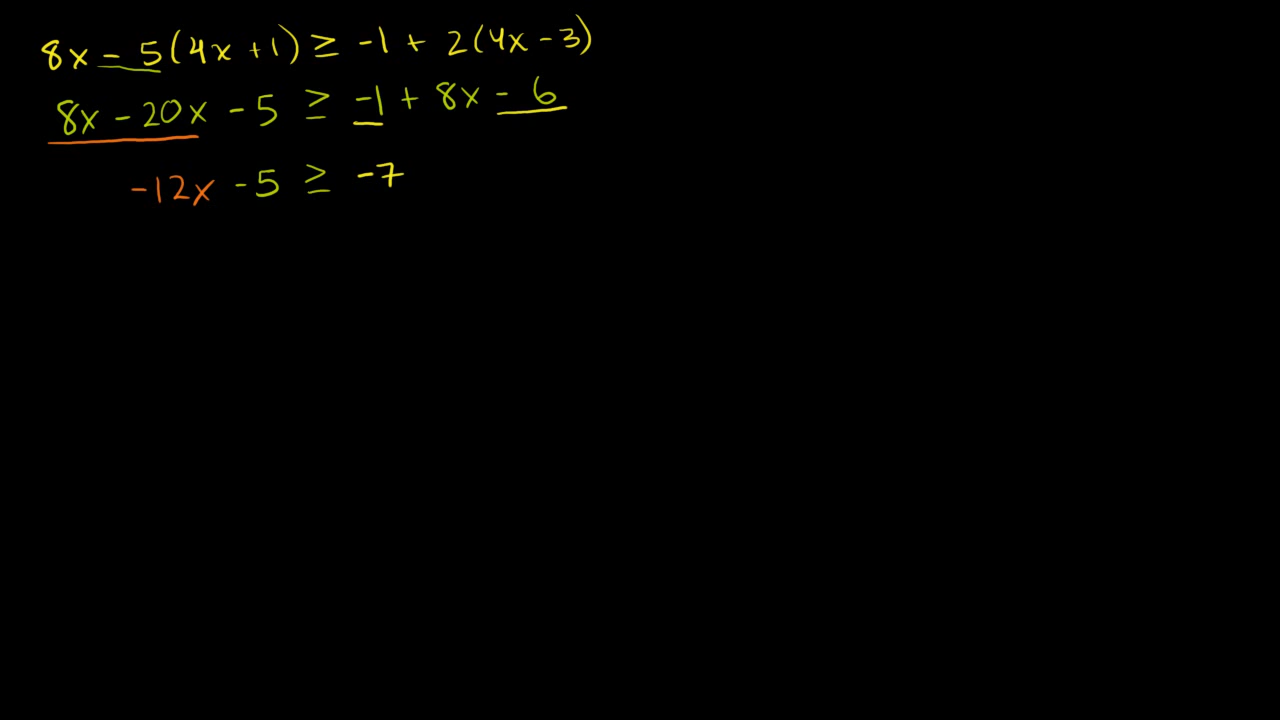 8x - 5(4x + 1) ≥ -1 + 2(4x - 3)
8x - 20x - 5 ≥ -1 + 8x - 6
-12x - 5 ≥ -7